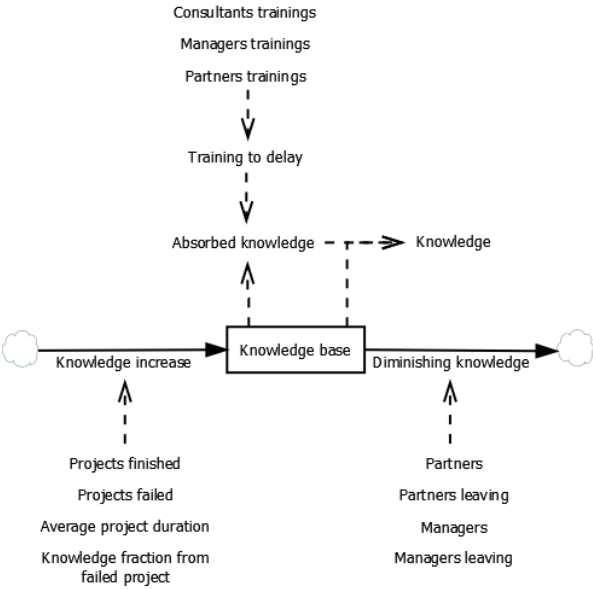 Consultants trainings
Managers trainings
Partners trainings
Training to delay
Absorbed knowledge
Knowledge
Knowledge base
Knowledge increase
Diminishing knowledge
Projects finished
Projects failed
Average project duration
Knowledge fraction from
failed project
Partners
Partners leaving
Managers
Managers leaving